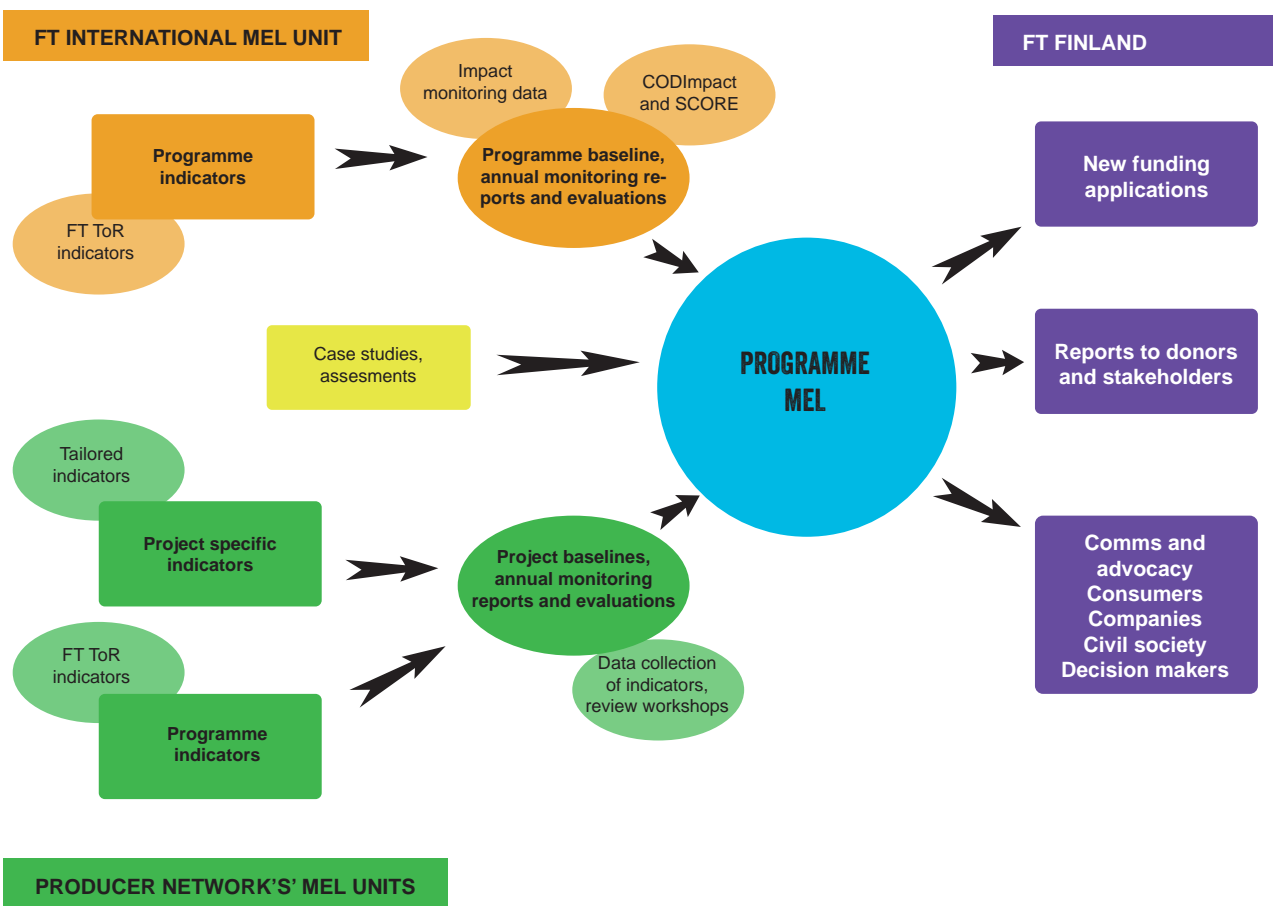 FT INTERNATIONAL MEL UNIT
FT FINLAND
Impact
monitoring data
CODImpact
and SCORE
Programme
indicators
Programme baseline,
annual monitoring re-
ports and evaluations
FT ToR
indicators
New funding
applications
Case studies,
assesments
PROGRAMME
MEL
Reports to donors
and stakeholders
Tailored
indicators
Project specific
indicators
Project baselines,
annual monitoring
reports and evaluations
Comms and
advocacy
Consumers
Companies
Civil society
Decision makers
FT ToR
indicators
Data collection
of indicators,
review workshops
Programme
indicators
PRODUCER NETWORK'S' MEL UNITS